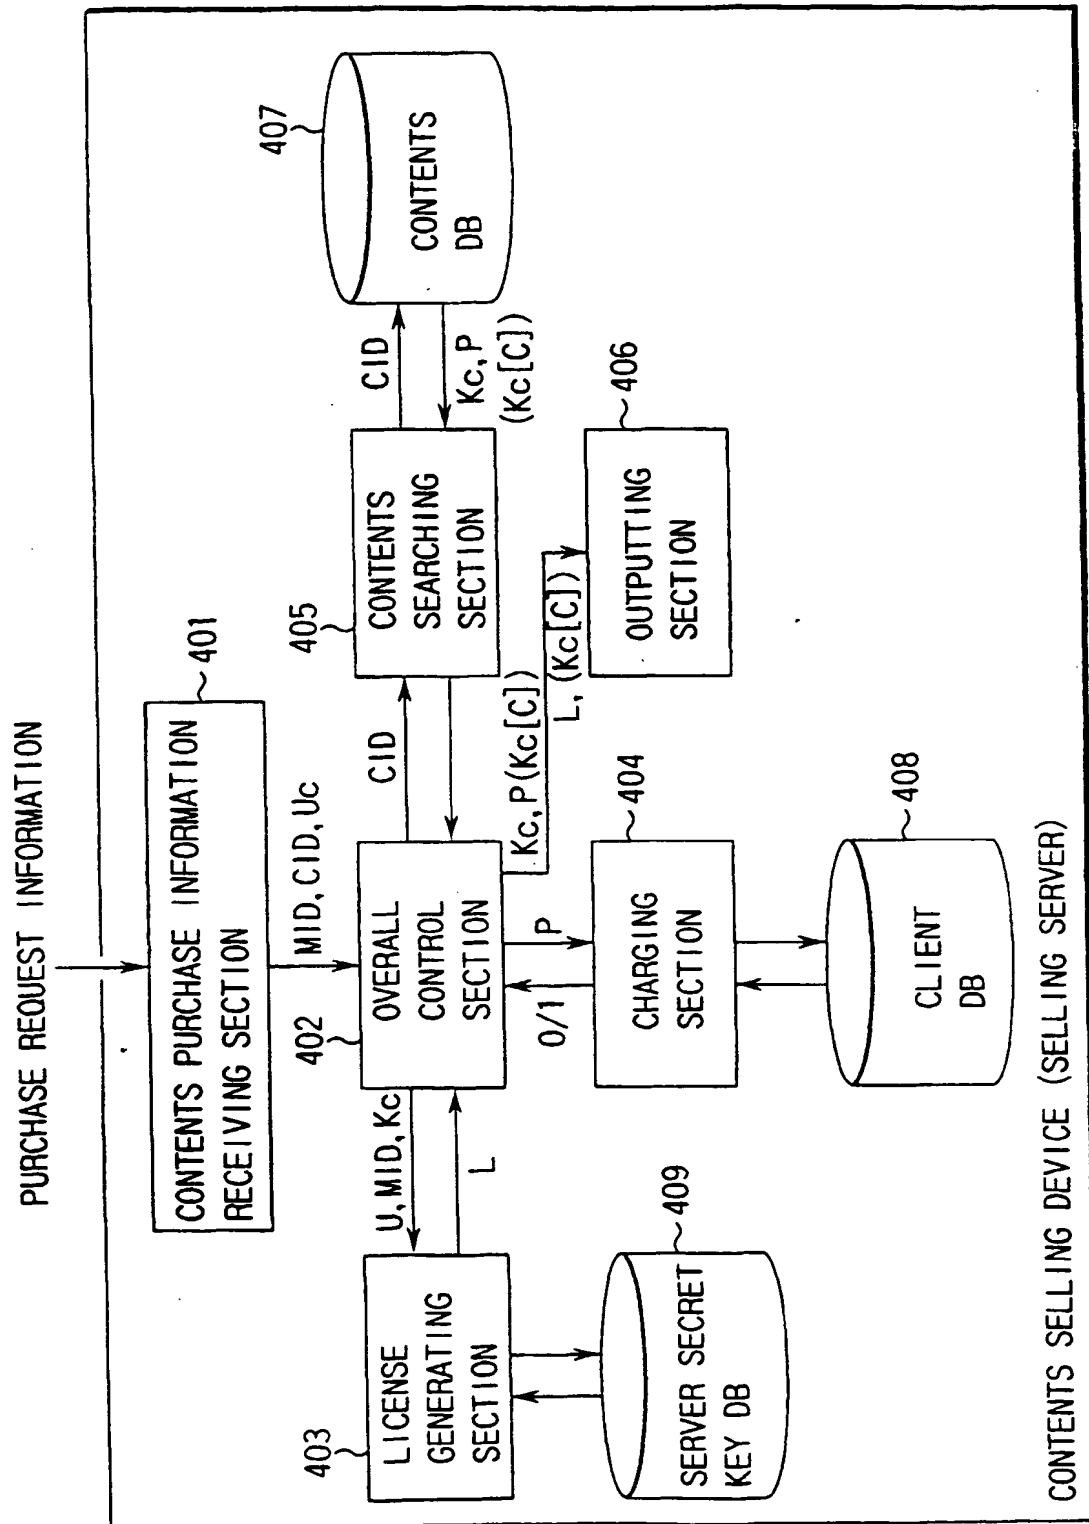 PURCHASE REQUEST INFORMATION
CONTENTS PURCHASE INFORMATION
RECEIVING SECTION
401
MID, CID, Uc
402
OVERALL
CONTROL
SECTION
U, MID, Kc
L
403
LICENSE
GENERATING
SECTION
409
SERVER SECRET
KEY DB
CID
405
CONTENTS
SEARCHING
SECTION
CID
Kc, P
(Kc[C])
407
CONTENTS
DB
Kc, P(Kc[C])
L, (Kc[C])
406
OUTPUTTING
SECTION
0/1
P
404
CHARGING
SECTION
408
CLIENT
DB
CONTENTS SELLING DEVICE (SELLING SERVER)